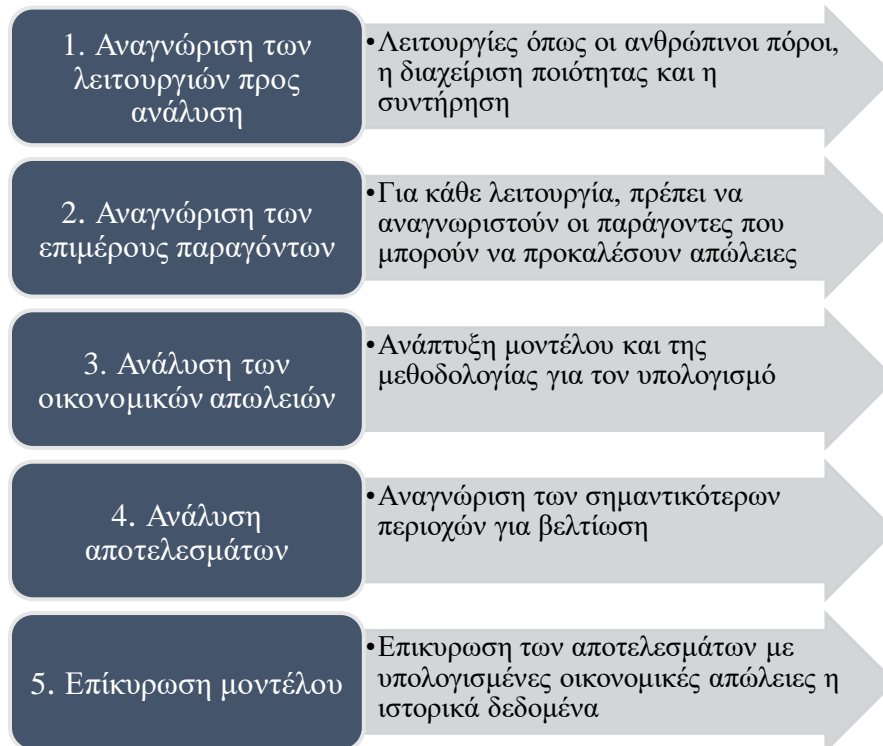 1. Αναγνώριση των
λειτουργιών προς
ανάλυση
•Λειτουργίες όπως οι ανθρώπινοι πόροι,
η διαχείριση ποιότητας και η
συντήρηση
2. Αναγνώριση των
επιμέρους παραγόντων
•Για κάθε λειτουργία, πρέπει να
αναγνωριστούν οι παράγοντες που
μπορούν να προκαλέσουν απώλειες
3. Ανάλυση των
οικονομικών απωλειών
•Ανάπτυξη μοντέλου και της
μεθοδολογίας για τον υπολογισμό
4. Ανάλυση
αποτελεσμάτων
•Αναγνώριση των σημαντικότερων
περιοχών για βελτίωση
5. Επίκυρωση μοντέλου
•Επικυρωση των αποτελεσμάτων με
υπολογισμένες οικονομικές απώλειες η
ιστορικά δεδομένα